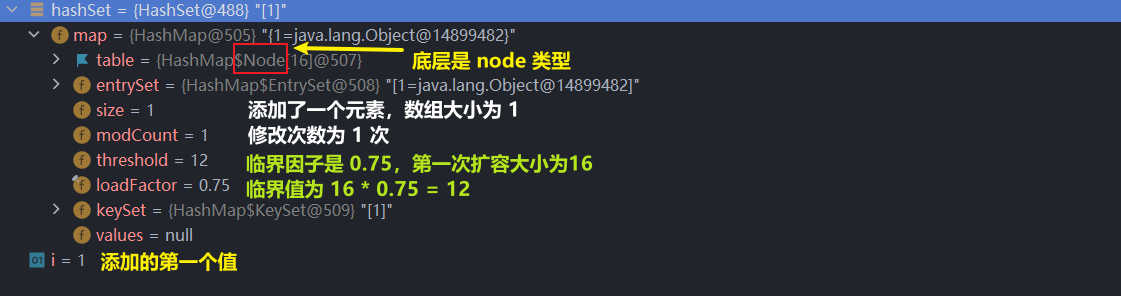 hashSet = {HashSet@488} "[1]"
map = {HashMap@505} "{1=java.lang.Object@14899482}"
table = {HashMap$Node[16]@507} 底层是 node 类型
entrySet = {HashMap$EntrySet@508} "[1=java.lang.Object@14899482]"
size = 1 添加了一个元素，数组大小为 1
modCount = 1 修改次数为 1 次
threshold = 12 临界因子是 0.75，第一次扩容大小为16
loadFactor = 0.75 临界值为 16 * 0.75 = 12
keySet = {HashMap$KeySet@509} "[1]"
values = null
i = 1 添加的第一个值